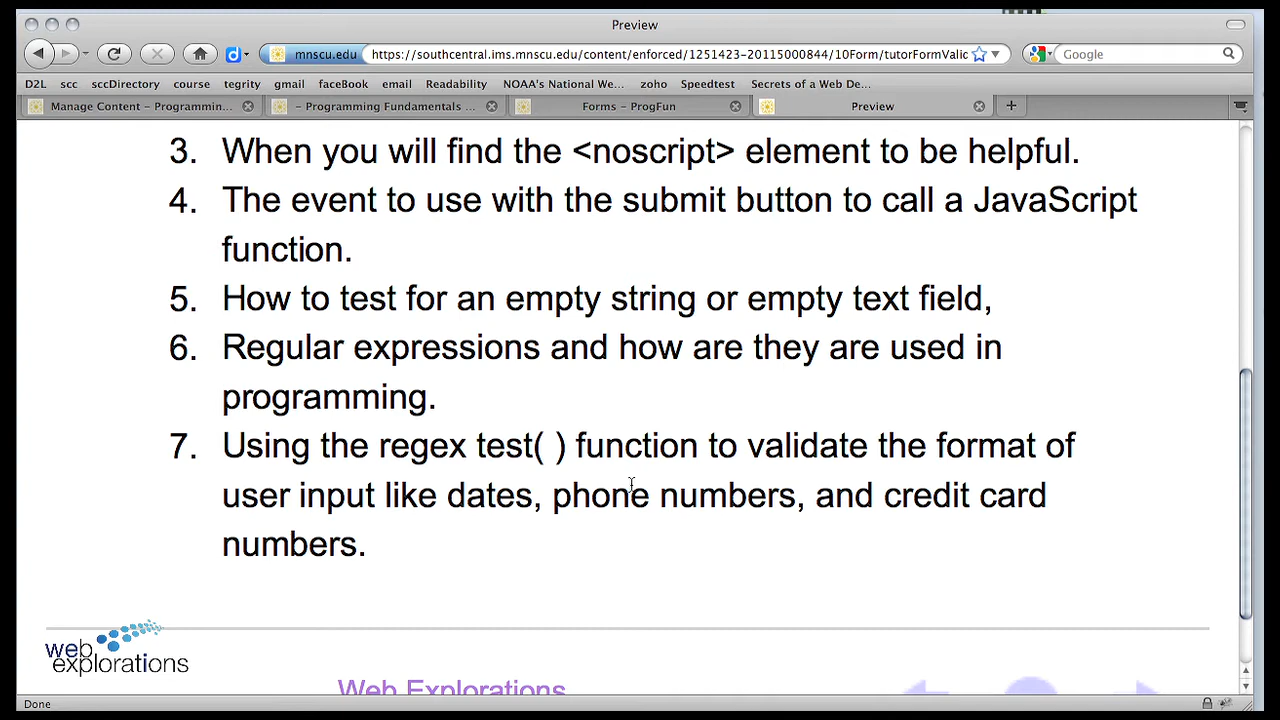 Preview
mnscu.edu https://southcentral.ims.mnscu.edu/content/enforced/1251423-20115000844/10Form/tutorFormValid Google
D2L scc sccDirectory course tegrity gmail faceBook email Readability NOAA's National We... zoho Speedtest Secrets of a Web De...
Manage Content – Programmin... – Programming Fundamentals ... Forms – ProgFun Preview
3. When you will find the <noscript> element to be helpful.
4. The event to use with the submit button to call a JavaScript
function.
5. How to test for an empty string or empty text field,
6. Regular expressions and how are they are used in
programming.
7. Using the regex test( ) function to validate the format of
user input like dates, phone numbers, and credit card
numbers.
web
explorations
Web Explorations
Done